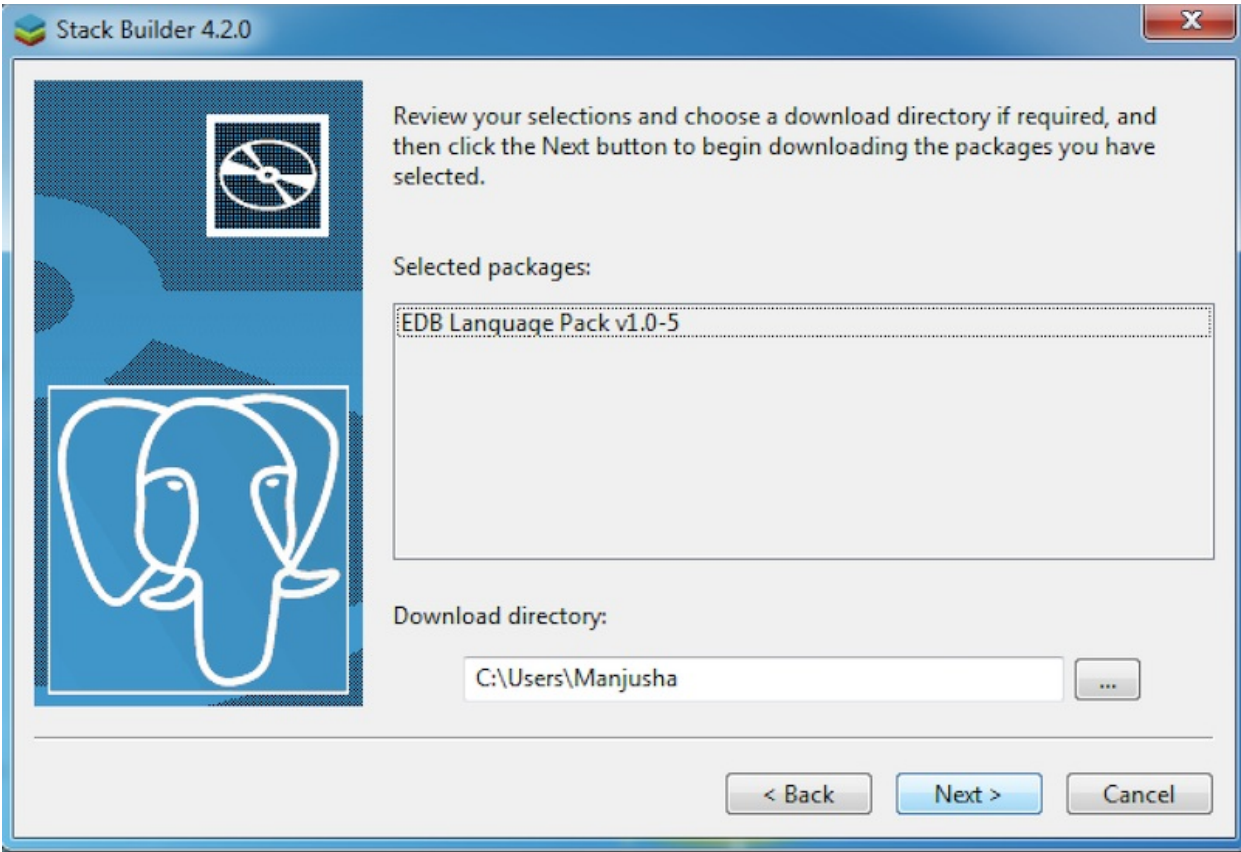 Stack Builder 4.2.0
Review your selections and choose a download directory if required, and
then click the Next button to begin downloading the packages you have
selected.
Selected packages:
EDB Language Pack v1.0-5
Download directory:
C:\Users\Manjusha
...
< Back
Next >
Cancel